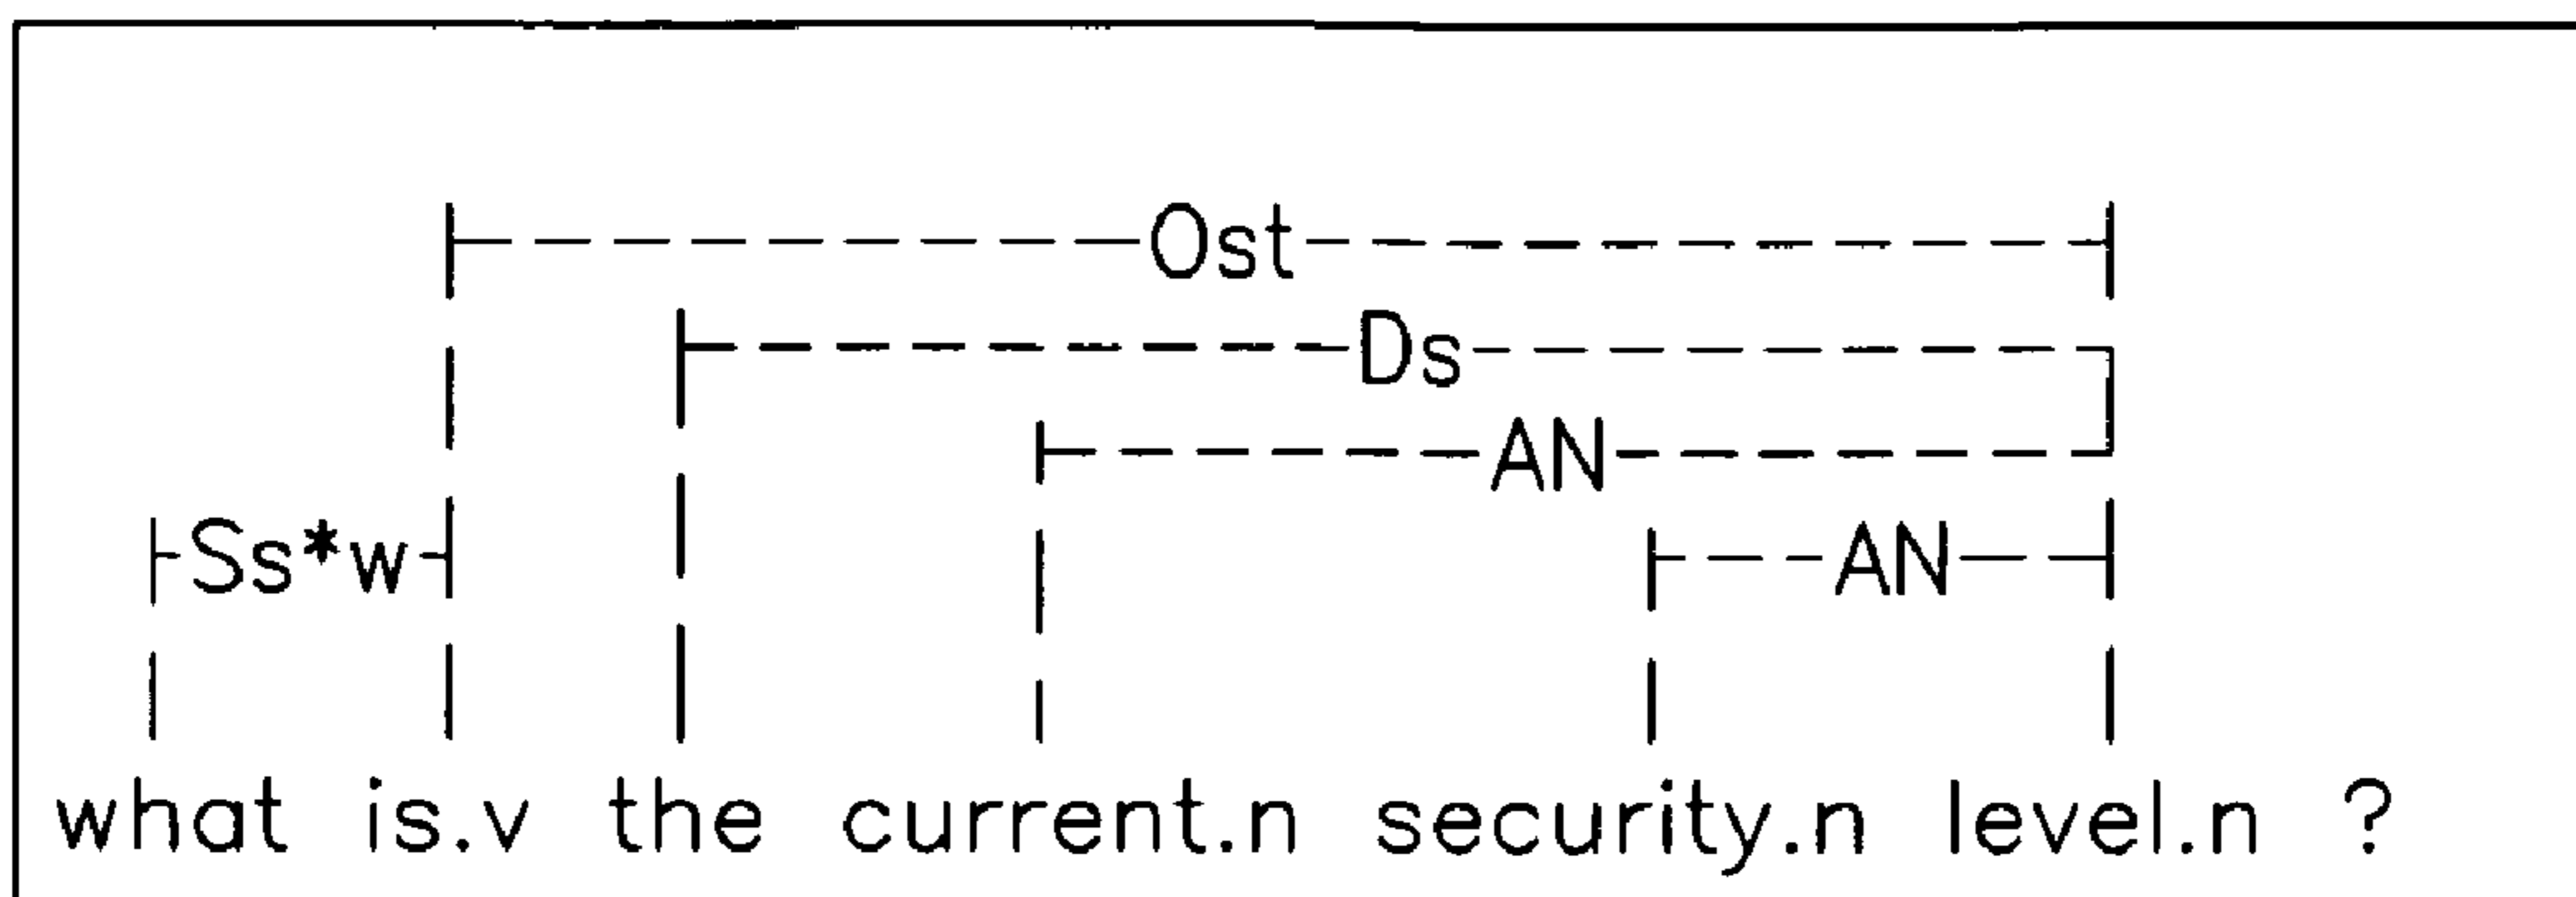 Ost
Ds
AN
Ss*w AN
what is.v the current.n security.n level.n ?